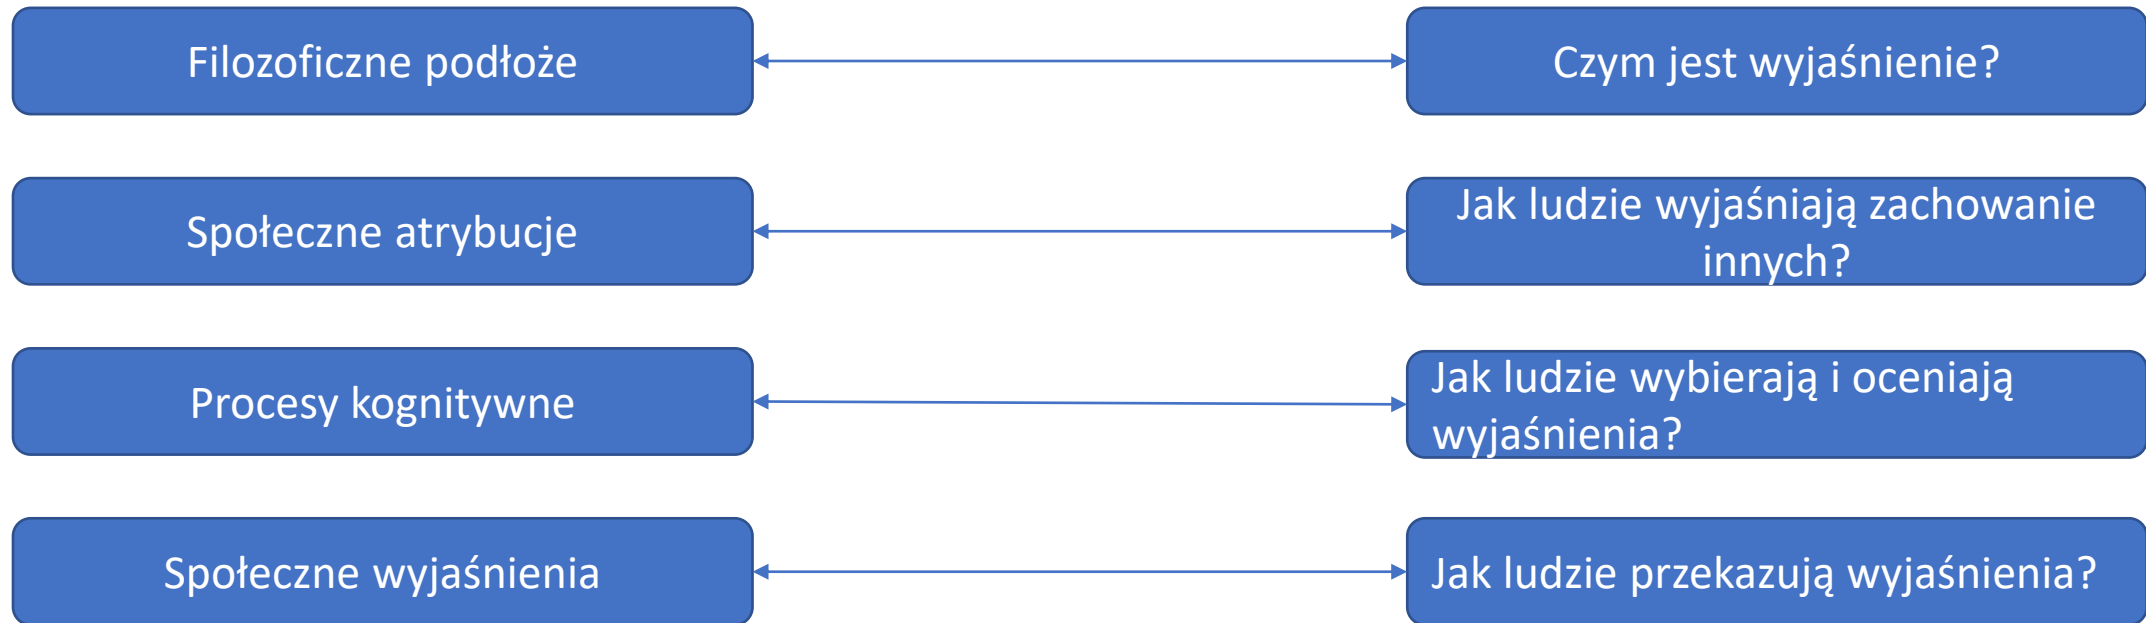 Filozoficzne podłoże
Czym jest wyjaśnienie?
Społeczne atrybucje
Jak ludzie wyjaśniają zachowanie
innych?
Procesy kognitywne
Jak ludzie wybierają i oceniają
wyjaśnienia?
Społeczne wyjaśnienia
Jak ludzie przekazują wyjaśnienia?